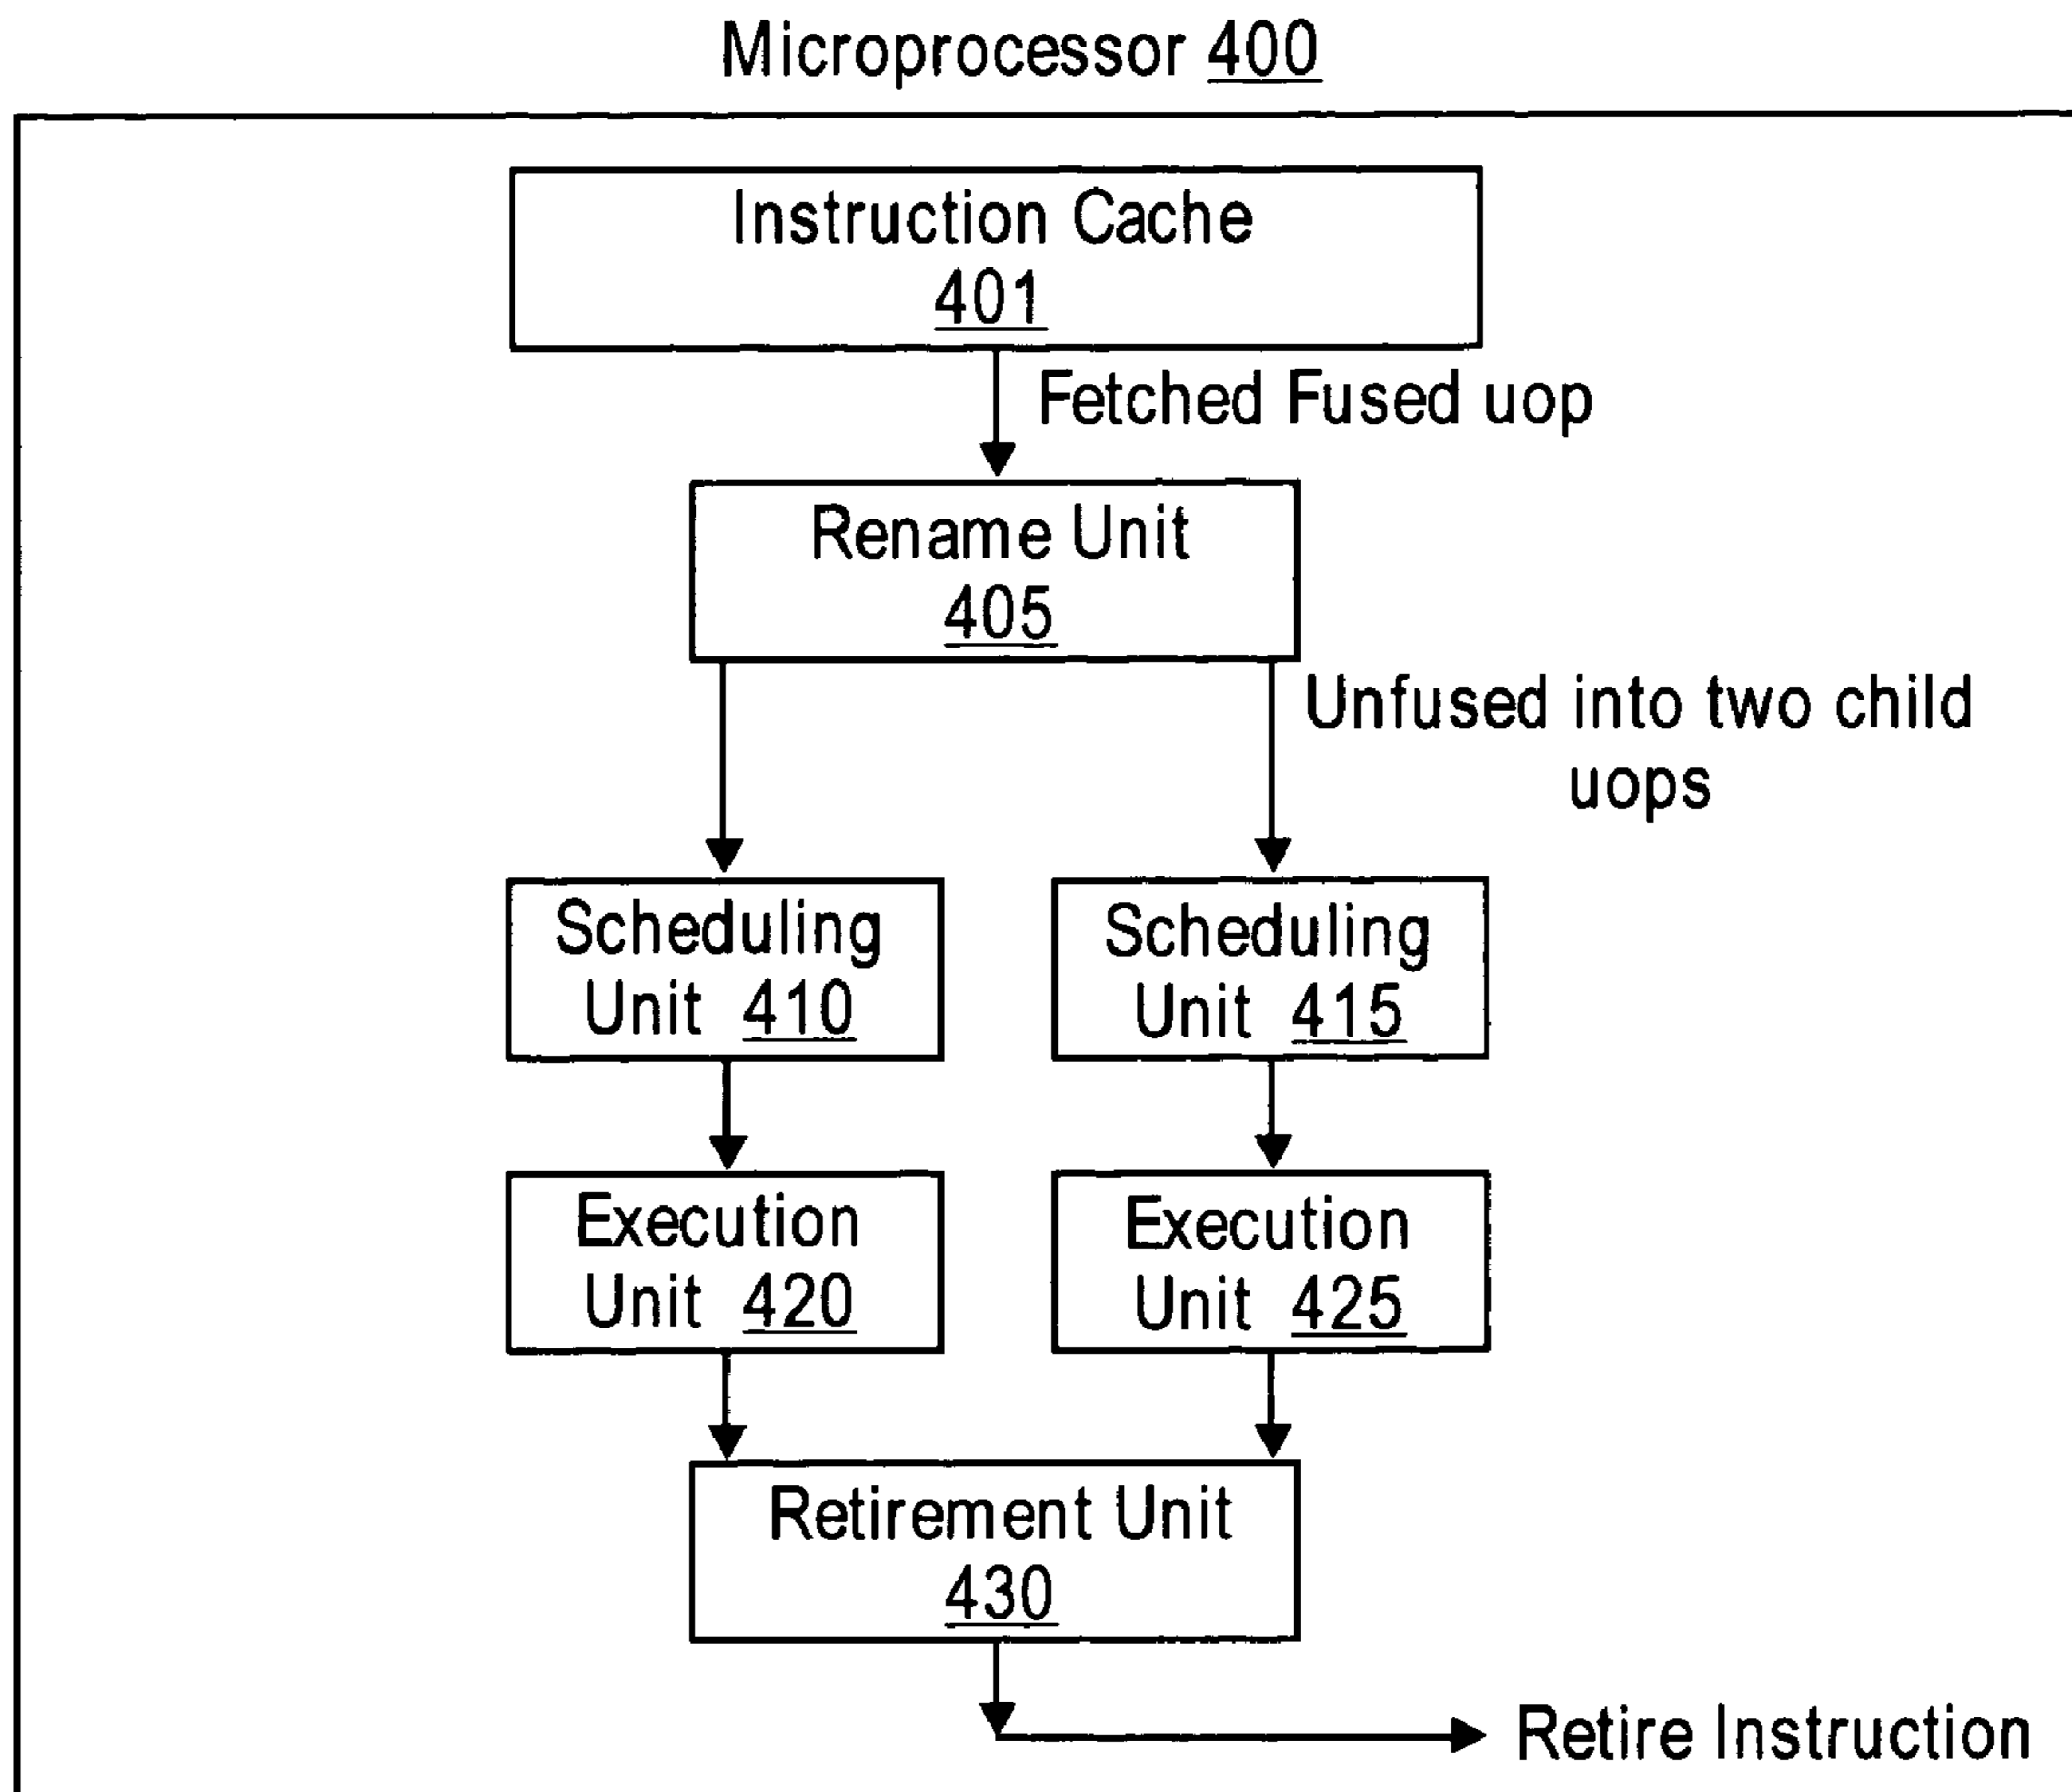 Microprocessor 400
Instruction Cache
401
Fetched Fused uop
Rename Unit
405
Unfused into two child
uops
Scheduling
Unit 410
Scheduling
Unit 415
Execution
Unit 420
Execution
Unit 425
Retirement Unit
430
Retire Instruction